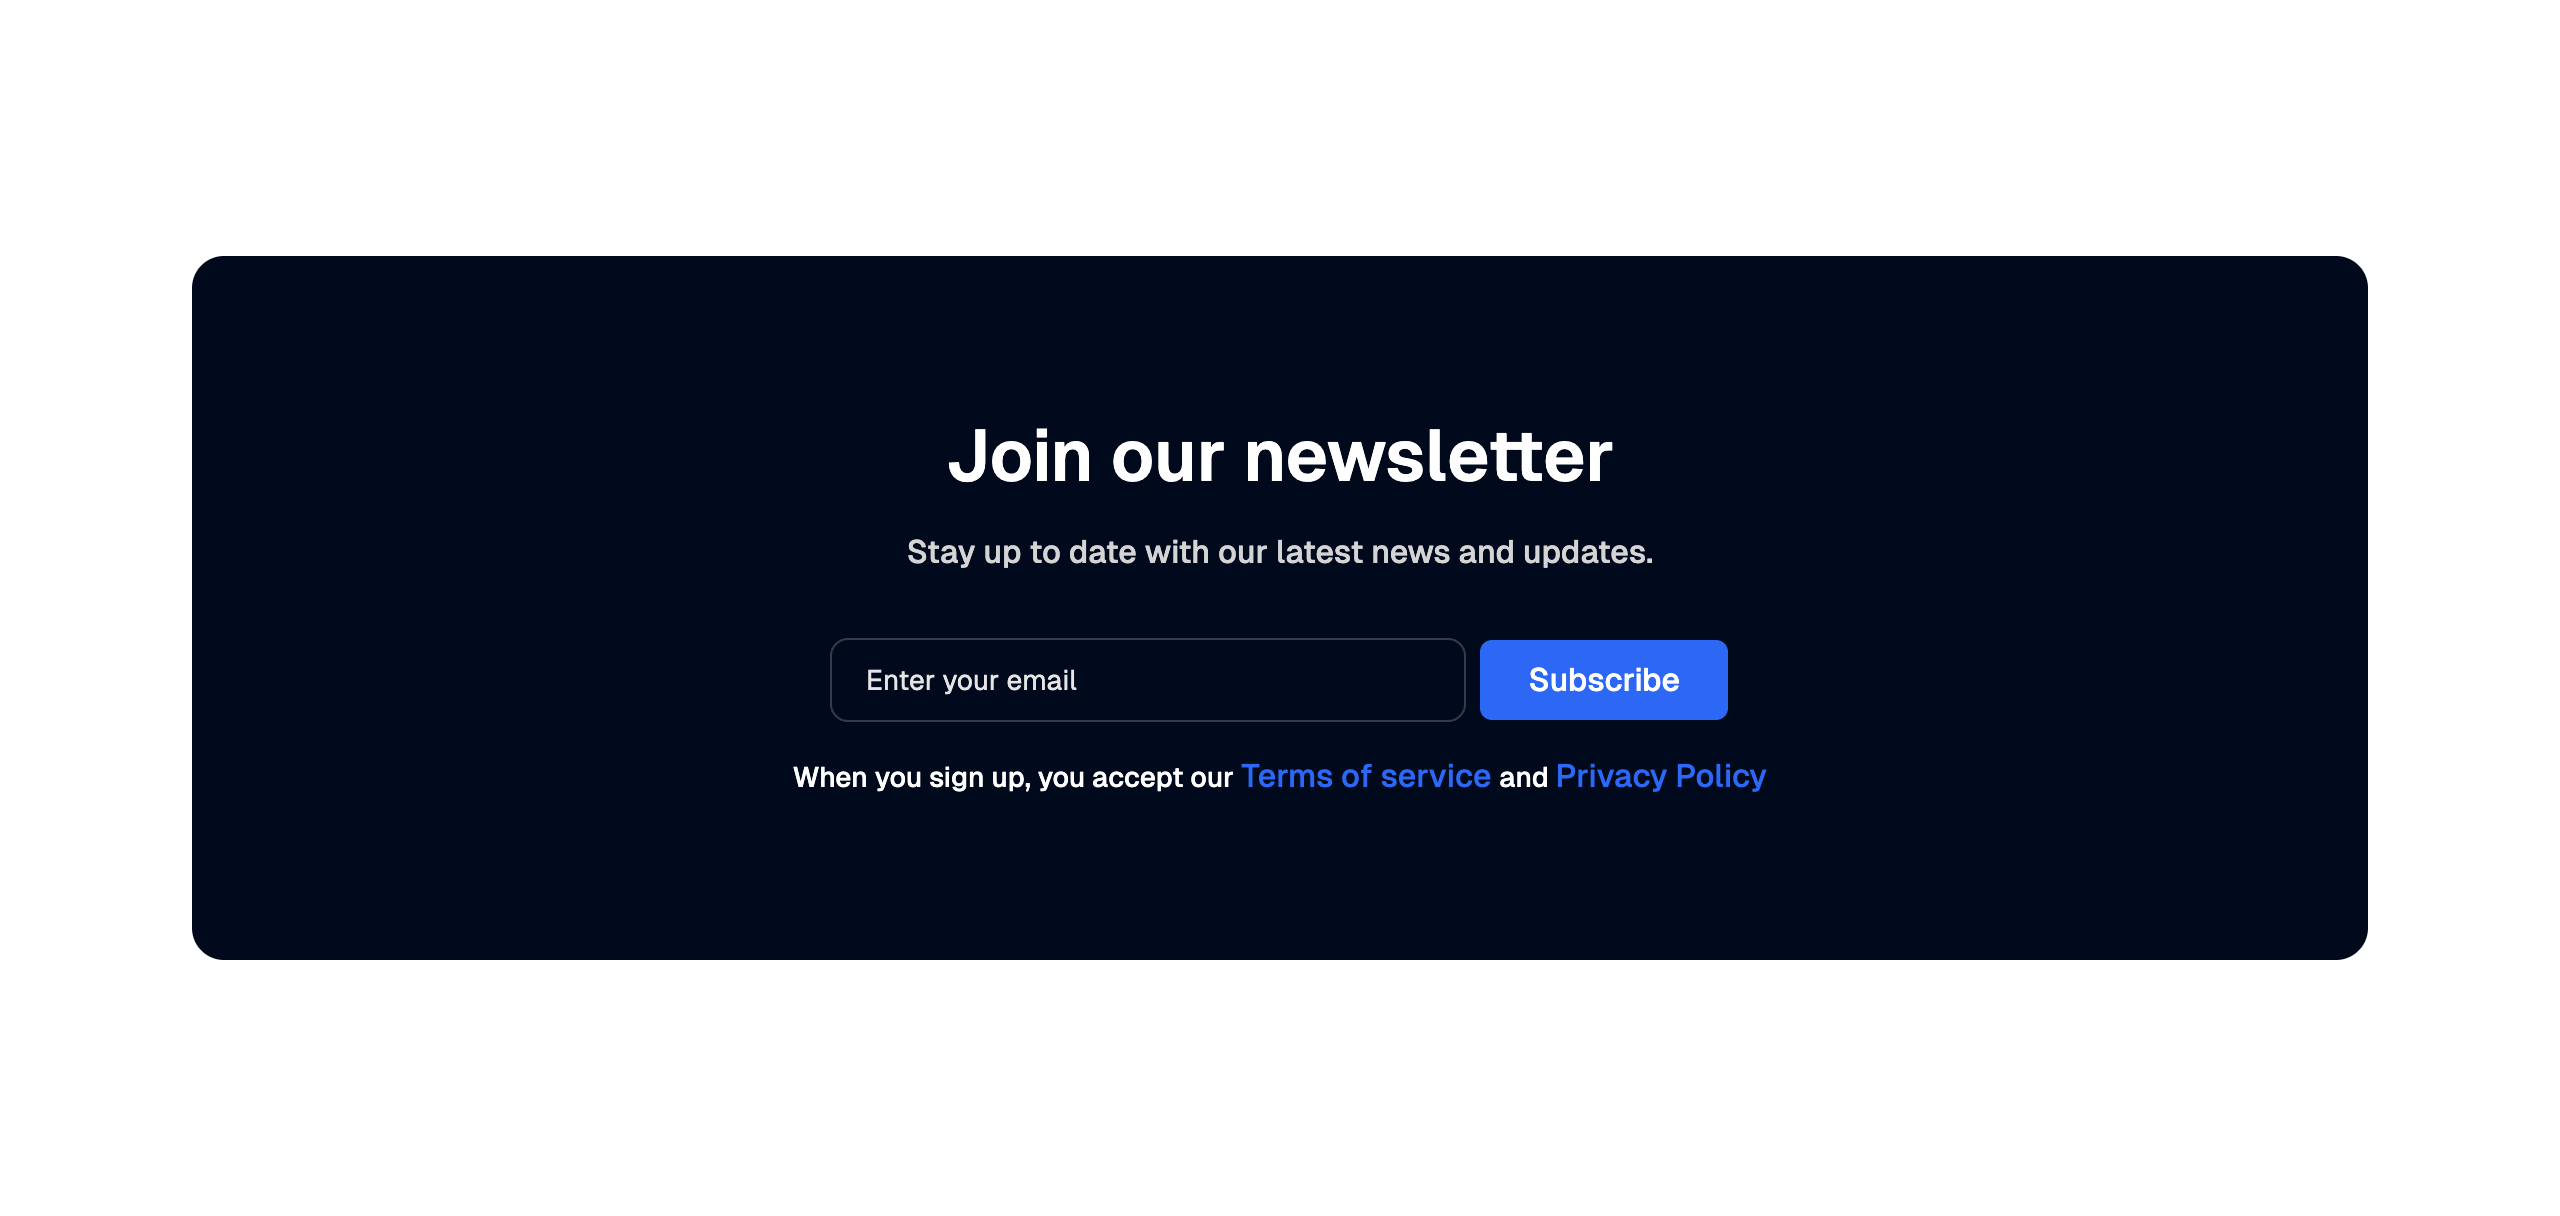 Join our newsletter
Stay up to date with our latest news and updates.
Enter your email
Subscribe
When you sign up, you accept our Terms of service and Privacy Policy